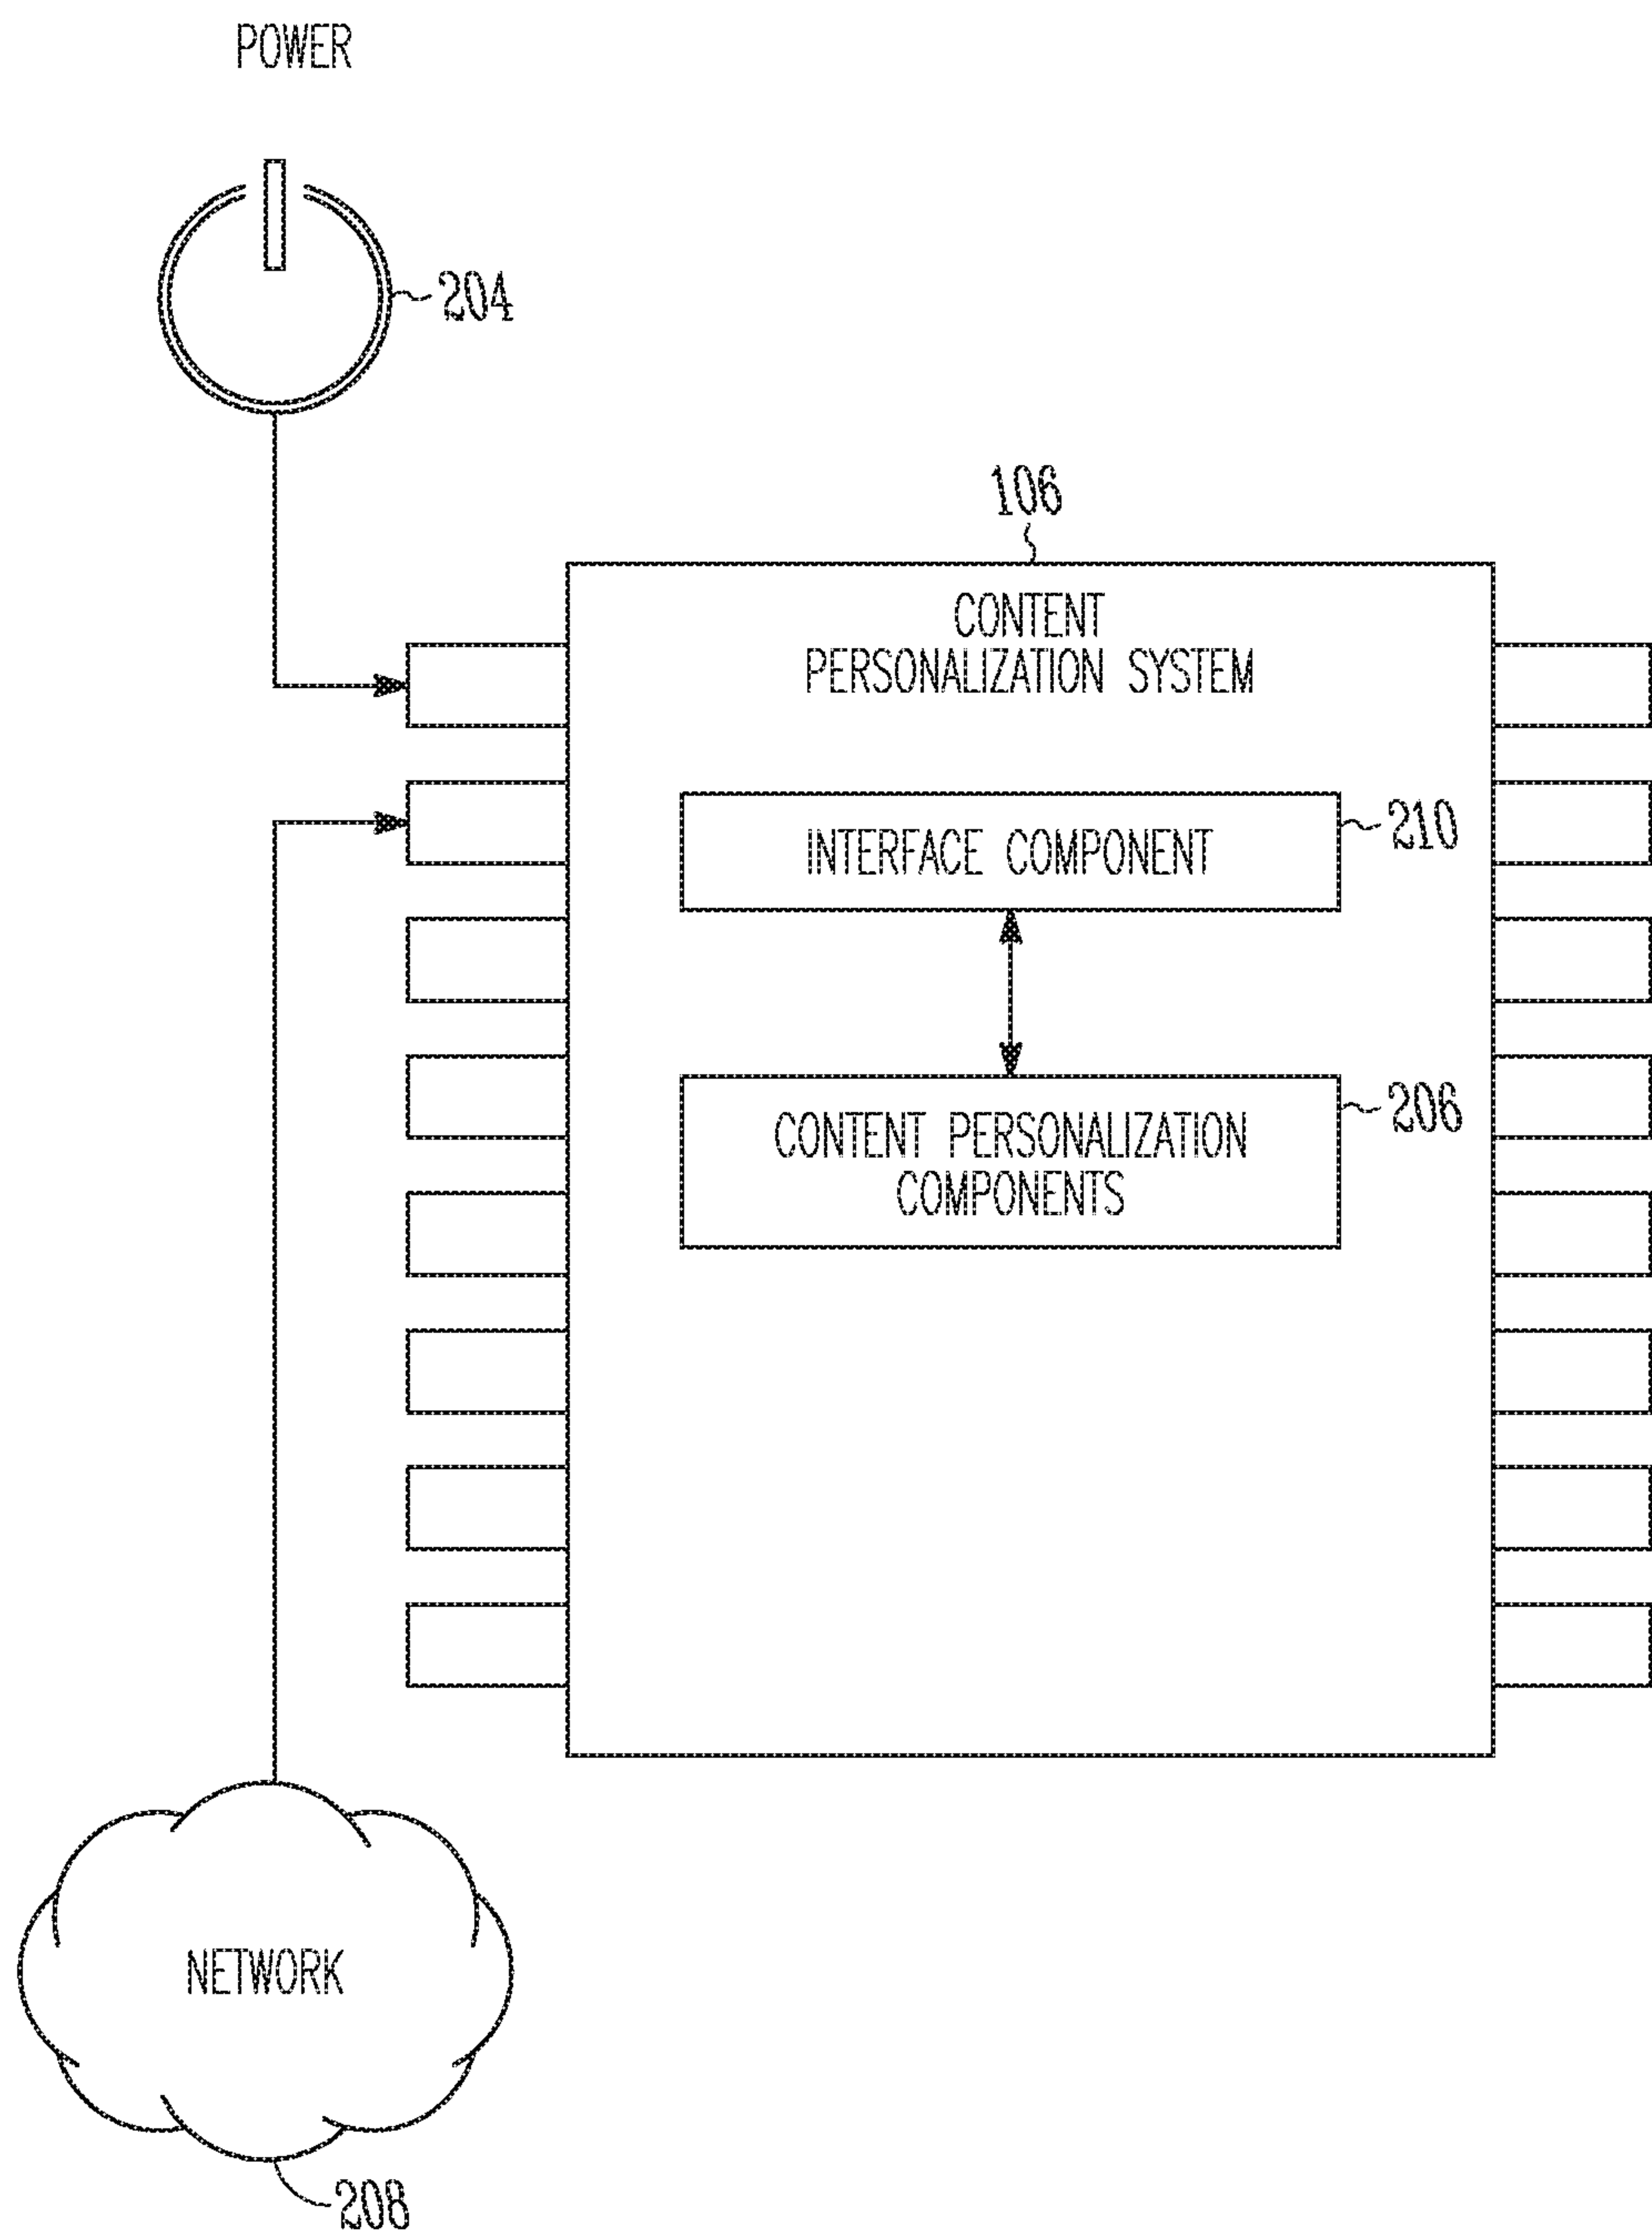 POWER
204
106
CONTENT
PERSONALIZATION SYSTEM
INTERFACE COMPONENT
210
CONTENT PERSONALIZATION
COMPONENTS
206
NETWORK
208